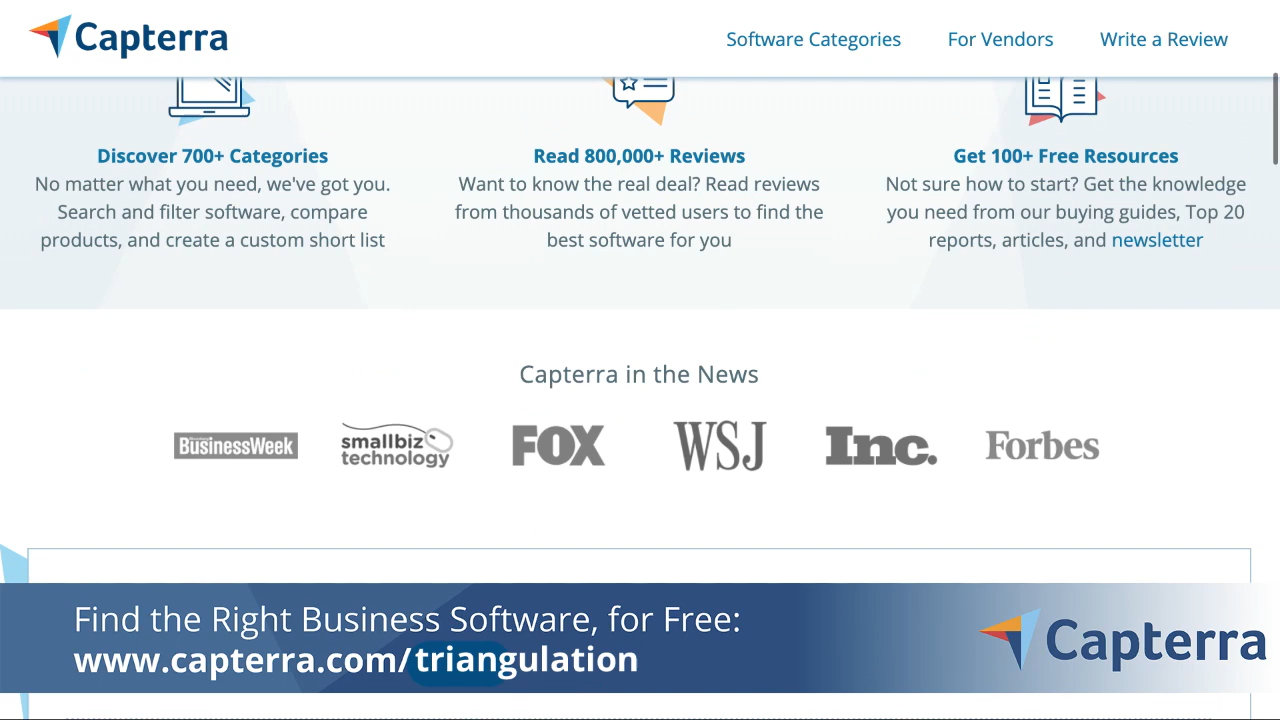 Capterra
Software Categories
For Vendors
Write a Review
Discover 700+ Categories
No matter what you need, we've got you.
Search and filter software, compare
products, and create a custom short list
Read 800,000+ Reviews
Want to know the real deal? Read reviews
from thousands of vetted users to find the
best software for you
Get 100+ Free Resources
Not sure how to start? Get the knowledge
you need from our buying guides, Top 20
reports, articles, and newsletter
Capterra in the News
BusinessWeek
smallbiz
technology
FOX
WSJ
Inc.
Forbes
Find the Right Business Software, for Free:
www.capterra.com/triangulation
Capterra